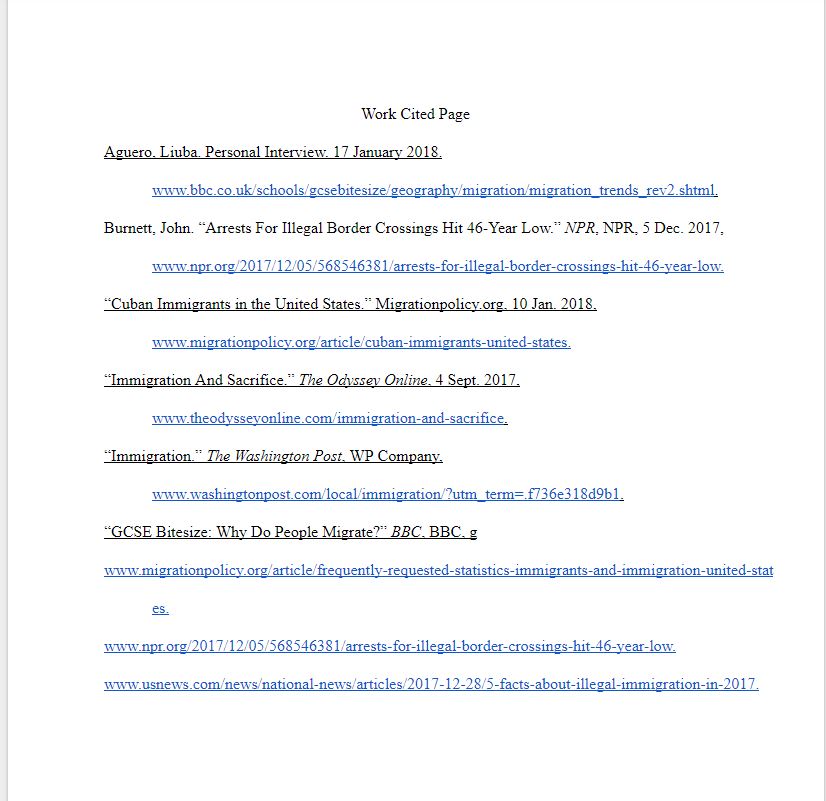 Work Cited Page
Aguero, Liuba. Personal Interview. 17 January 2018.
www.bbc.co.uk/schools/gcsebitesize/geography/migration/migration_trends_rev2.shtml.
Burnett, John. “Arrests For Illegal Border Crossings Hit 46-Year Low.” NPR, NPR, 5 Dec. 2017,
www.npr.org/2017/12/05/568546381/arrests-for-illegal-border-crossings-hit-46-year-low.
“Cuban Immigrants in the United States.” Migrationpolicy.org, 10 Jan. 2018,
www.migrationpolicy.org/article/cuban-immigrants-united-states.
“Immigration And Sacrifice.” The Odyssey Online, 4 Sept. 2017,
www.theodysseyonline.com/immigration-and-sacrifice.
“Immigration.” The Washington Post, WP Company,
www.washingtonpost.com/local/immigration/?utm_term=.f736e318d9b1.
“GCSE Bitesize: Why Do People Migrate?” BBC, BBC, g
www.migrationpolicy.org/article/frequently-requested-statistics-immigrants-and-immigration-united-stat
es.
www.npr.org/2017/12/05/568546381/arrests-for-illegal-border-crossings-hit-46-year-low.
www.usnews.com/news/national-news/articles/2017-12-28/5-facts-about-illegal-immigration-in-2017.